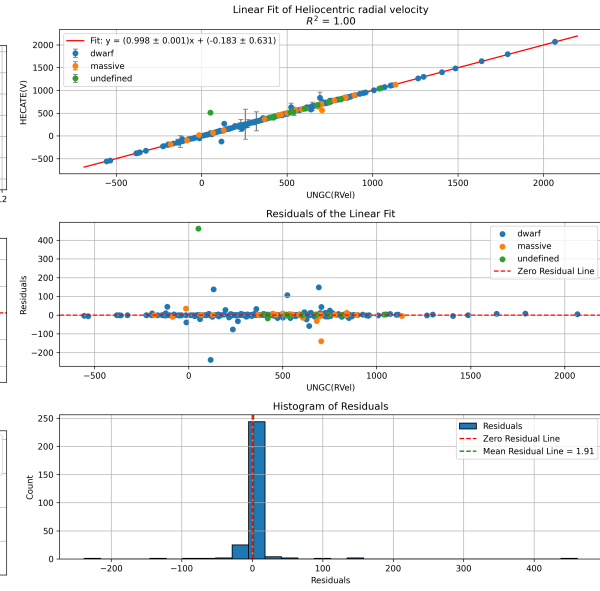 Linear Fit of Heliocentric radial velocity
R² = 1.00
Fit: y = (0.998 ± 0.001)x + (-0.183 ± 0.631)
dwarf
massive
undefined
HECATE(V)
2000
1500
1000
500
0
−500
−500 0 500 1000 1500 2000
UNGC(RVel)
Residuals of the Linear Fit
dwarf
massive
undefined
Zero Residual Line
Residuals
400
300
200
100
0
−100
−200
−500 0 500 1000 1500 2000
UNGC(RVel)
Histogram of Residuals
Residuals
Zero Residual Line
Mean Residual Line = 1.91
Count
250
200
150
100
50
0
−200 −100 0 100 200 300 400
Residuals